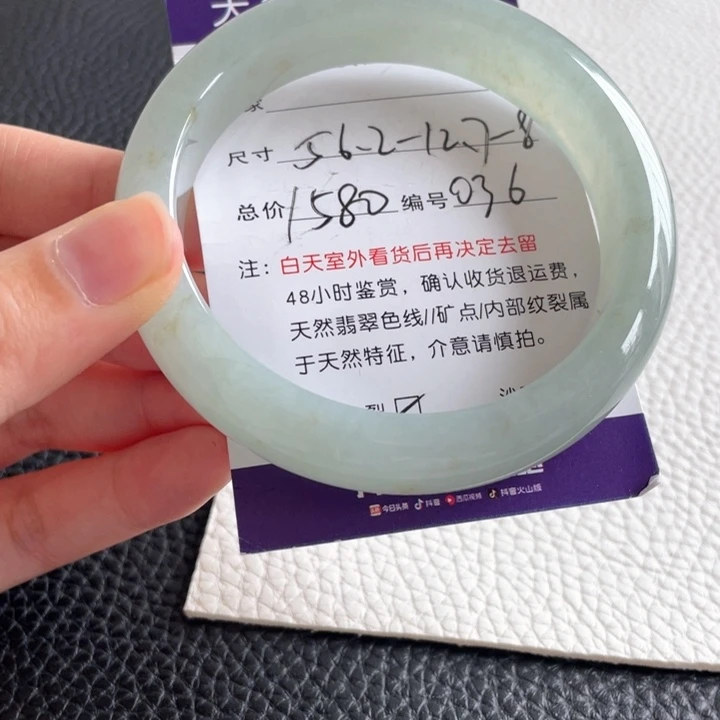 天
家
尺寸 56.2-12.7-8
总价 1580 编号 036
注：白天室外看货后再决定去留
48小时鉴赏，确认收货退运费，
天然翡翠色线//矿点/内部纹裂属
于天然特征，介意请慎拍。
今日头条 抖音 西瓜视频 抖音火山版